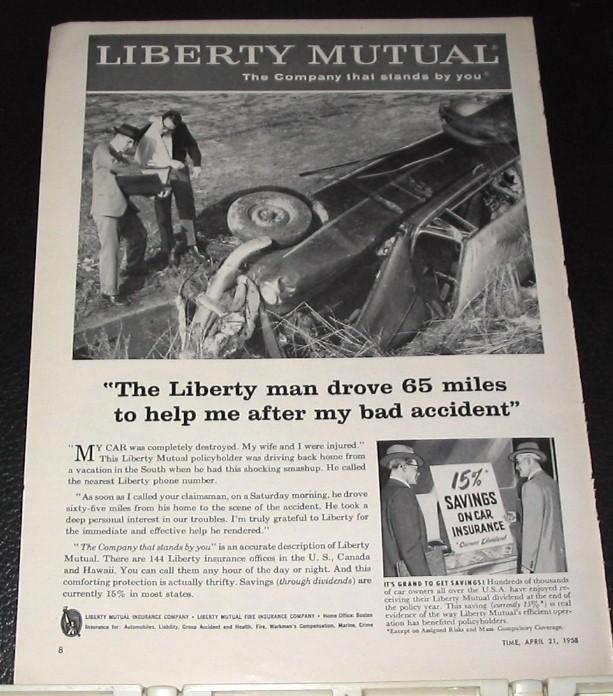 LIBERTY MUTUAL®
The Company that stands by you®
"The Liberty man drove 65 miles
to help me after my bad accident"
"MY CAR was completely destroyed. My wife and I were injured."
This Liberty Mutual policyholder was driving back home from
a vacation in the South when he had this shocking smashup. He called
the nearest Liberty phone number.
"As soon as I called your claimsman, on a Saturday morning, he drove
sixty-five miles from his home to the scene of the accident. He took a
deep personal interest in our troubles. I'm truly grateful to Liberty for
the immediate and effective help he rendered."
"The Company that stands by you" is an accurate description of Liberty
Mutual. There are 144 Liberty insurance offices in the U. S., Canada
and Hawaii. You can call them any hour of the day or night. And this
comforting protection is actually thrifty. Savings (through dividends) are
currently 15% in most states.
15%*
SAVINGS
ON CAR
INSURANCE
*Current Dividend
IT'S GRAND TO GET SAVINGS! Hundreds of thousands
of car owners all over the U.S.A. have enjoyed re-
ceiving their Liberty Mutual dividend at the end of
the policy year. This saving (currently 15%*) is real
evidence of the way Liberty Mutual's efficient oper-
ation has benefited policyholders.
*Except on Assigned Risks and Mass. Compulsory Coverage.
LIBERTY MUTUAL INSURANCE COMPANY • LIBERTY MUTUAL FIRE INSURANCE COMPANY • Home Office: Boston
Insurance for: Automobiles, Liability, Group Accident and Health, Fire, Workmen's Compensation, Marine, Crime
8
TIME, APRIL 21, 1958